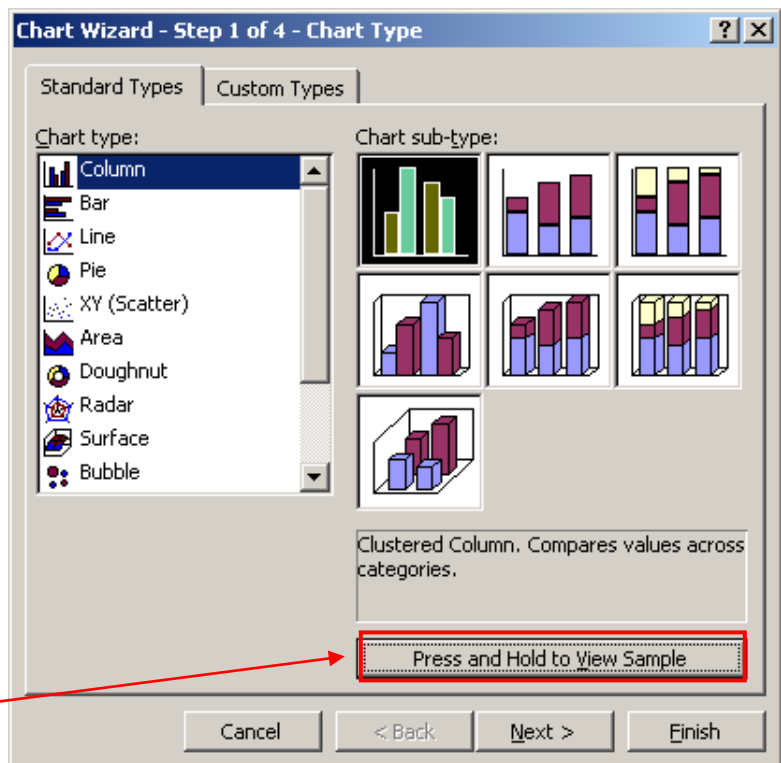 Chart Wizard - Step 1 of 4 - Chart Type
Standard Types
Custom Types
Chart type:
Column
Bar
Line
Pie
XY (Scatter)
Area
Doughnut
Radar
Surface
Bubble
Chart sub-type:
Clustered Column. Compares values across
categories.
Press and Hold to View Sample
Cancel
< Back
Next >
Finish